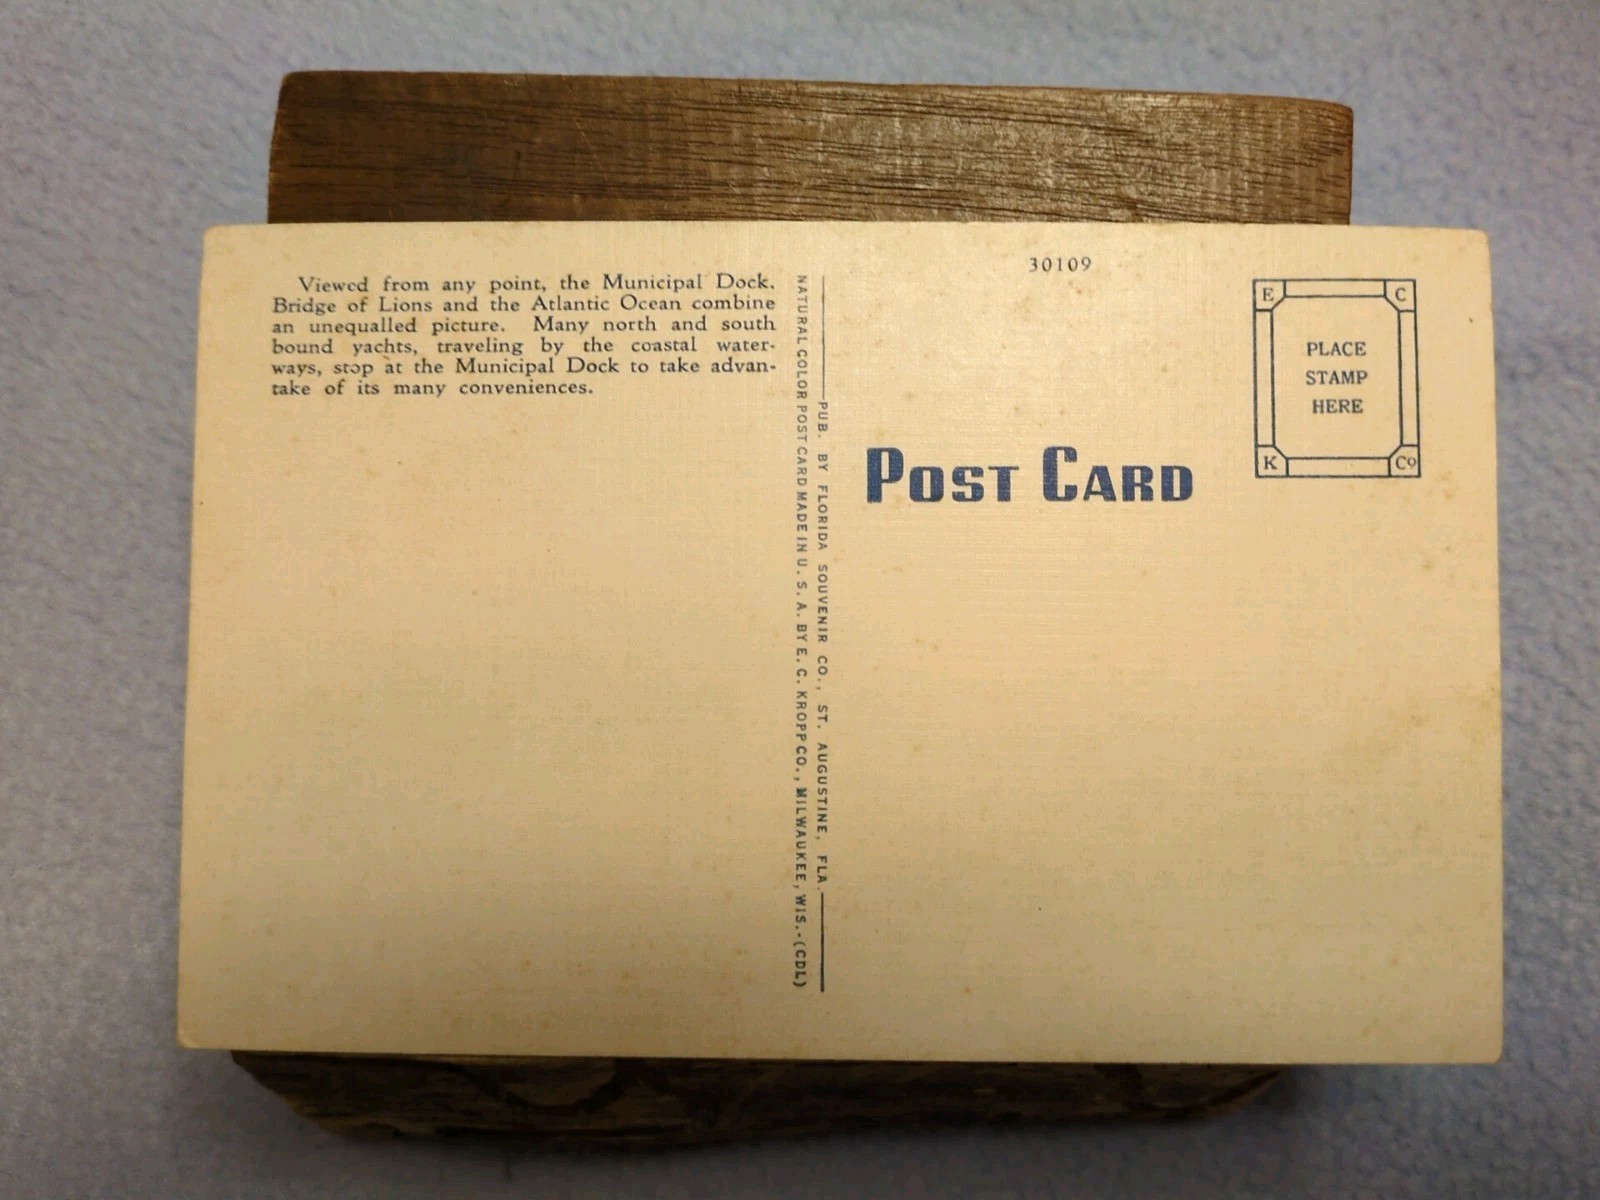 Viewed from any point, the Municipal Dock.
Bridge of Lions and the Atlantic Ocean combine
an unequalled picture. Many north and south
bound yachts, traveling by the coastal water-
ways, stop at the Municipal Dock to take advan-
take of its many conveniences.
NATURAL COLOR POST CARD MADE IN U. S. A. BY E. C. KROPP CO., MILWAUKEE, WIS.-(CDL)
PUB. BY FLORIDA SOUVENIR CO., ST. AUGUSTINE, FLA.
30109
POST CARD
E C
PLACE
STAMP
HERE
K Co